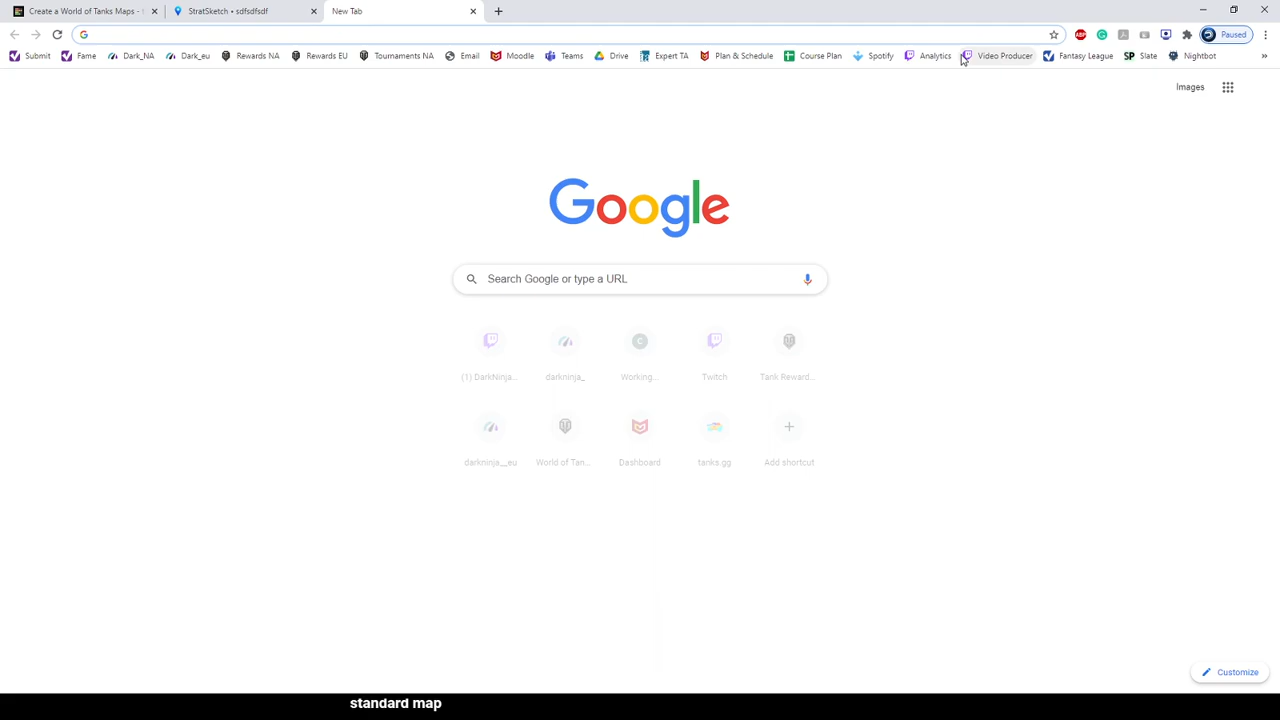 Create a World of Tanks Maps -
StratSketch • sdfsdfsdf
New Tab
Paused
Submit
Fame
Dark_NA
Dark_eu
Rewards NA
Rewards EU
Tournaments NA
Email
Moodle
Teams
Drive
Expert TA
Plan & Schedule
Course Plan
Spotify
Analytics
Video Producer
Fantasy League
Slate
Nightbot
Images
Google
Search Google or type a URL
(1) DarkNinja...
darkninja_
Working...
Twitch
Tank Reward...
darkninja__eu
World of Tan...
Dashboard
tanks.gg
Add shortcut
Customize
standard map